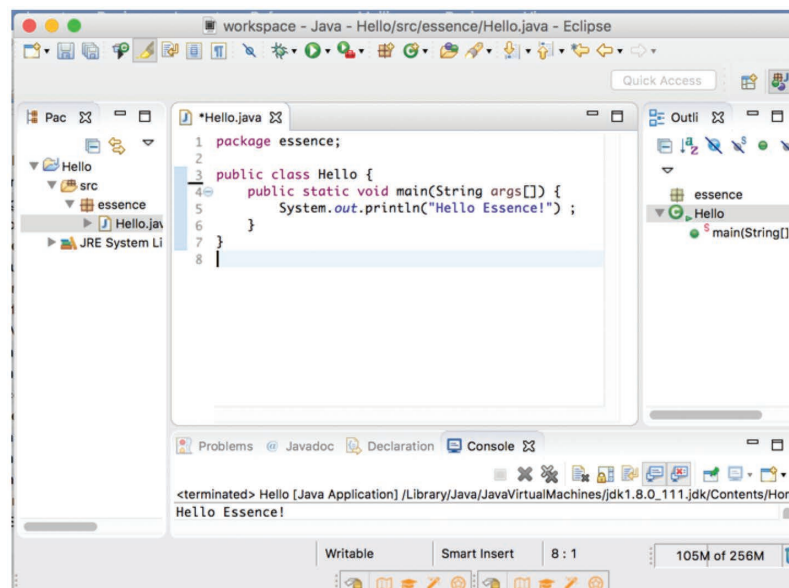 workspace - Java - Hello/src/essence/Hello.java - Eclipse
Quick Access
Pac
Hello
src
essence
Hello.jav
JRE System Li
*Hello.java
1 package essence;
2
3 public class Hello {
4 public static void main(String args[]) {
5 System.out.println("Hello Essence!") ;
6 }
7 }
8
Outli
essence
Hello
main(String[]
Problems @ Javadoc Declaration Console
<terminated> Hello [Java Application] /Library/Java/JavaVirtualMachines/jdk1.8.0_111.jdk/Contents/Hor
Hello Essence!
Writable Smart Insert 8 : 1 105M of 256M